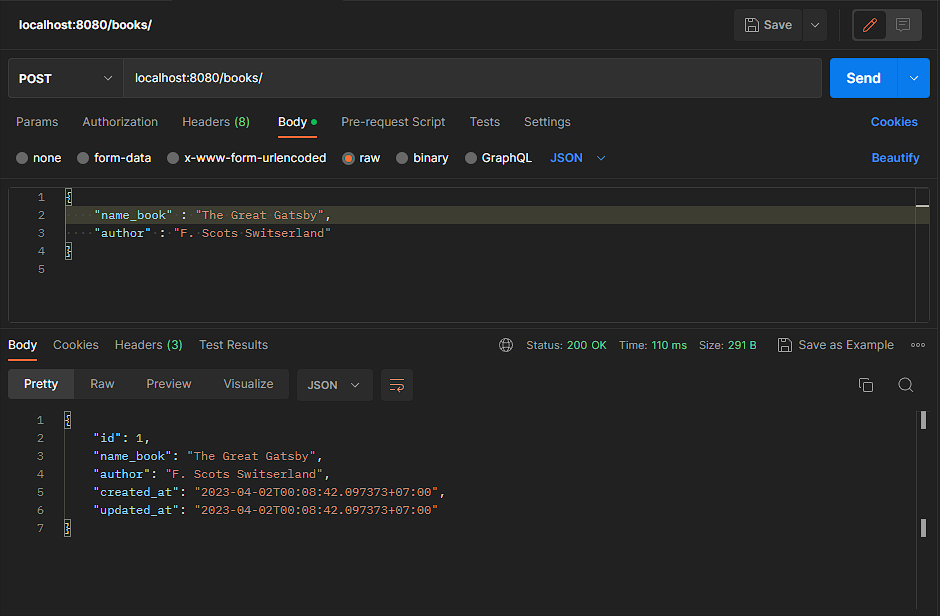 localhost:8080/books/
Save
POST
localhost:8080/books/
Send
Params Authorization Headers (8) Body Pre-request Script Tests Settings Cookies
none form-data x-www-form-urlencoded raw binary GraphQL JSON Beautify
1 {
2 "name_book" : "The Great Gatsby",
3 "author" : "F. Scots Switserland"
4 }
5
Body Cookies Headers (3) Test Results Status: 200 OK Time: 110 ms Size: 291 B Save as Example
Pretty Raw Preview Visualize JSON
1 {
2 "id": 1,
3 "name_book": "The Great Gatsby",
4 "author": "F. Scots Switserland",
5 "created_at": "2023-04-02T00:08:42.097373+07:00",
6 "updated_at": "2023-04-02T00:08:42.097373+07:00"
7 }